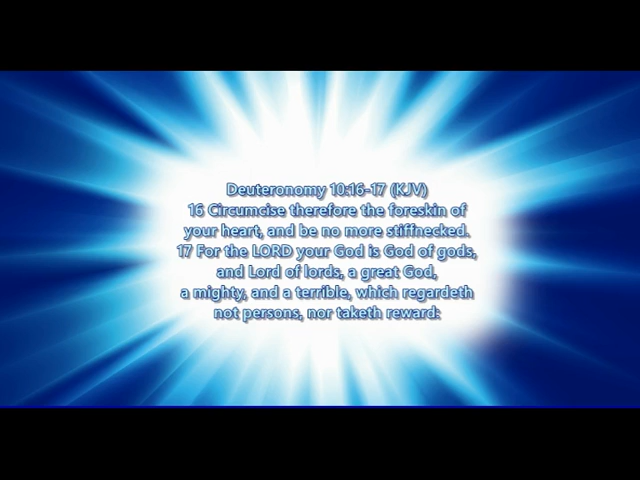 Deuteronomy 10:16-17 (KJV)
16 Circumcise therefore the foreskin of
your heart, and be no more stiffnecked.
17 For the LORD your God is God of gods,
and Lord of lords, a great God,
a mighty, and a terrible, which regardeth
not persons, nor taketh reward: